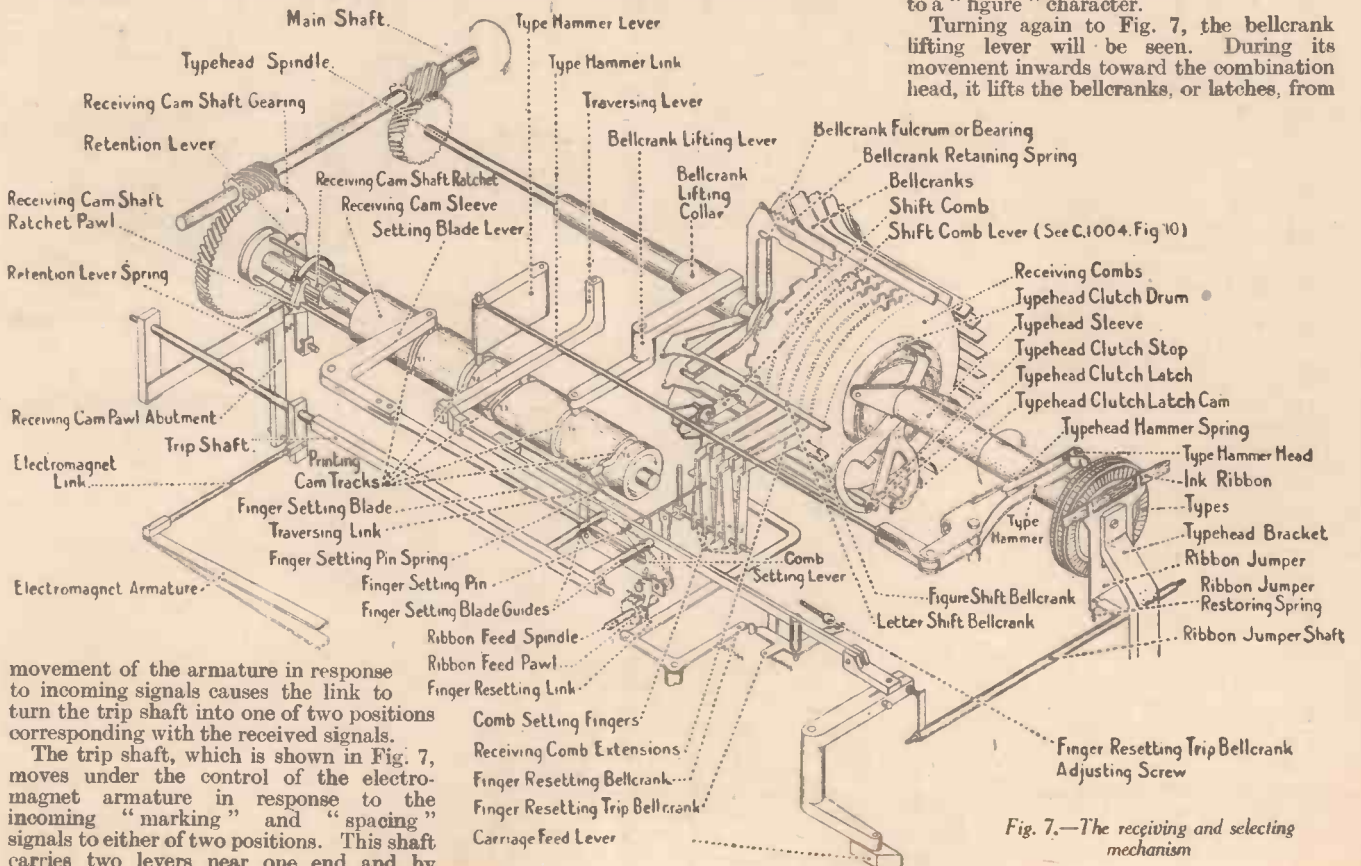 to a " figure " character.
Turning again to Fig. 7, the bellcrank
lifting lever will be seen. During its
movement inwards toward the combination
head, it lifts the bellcranks, or latches, from
Main Shaft.
Typehead Spindle.
Receiving Cam Shaft Gearing
Retention Lever
Receiving Cam Shaft
Ratchet Pawl
Retention Lever Spring
Receiving Cam Shaft Ratchet
Receiving Cam Sleeve
Setting Blade Lever
Type Hammer Lever
Type Hammer Link
Traversing Lever
Bellcrank Lifting Lever
Bellcrank
Lifting
Collar
Bellcrank Fulcrum or Bearing
Bellcrank Retaining Spring
Bellcranks
Shift Comb
Shift Comb Lever (See C.1004. Fig 10)
Receiving Combs
Typehead Clutch Drum
Typehead Sleeve
Typehead Clutch Stop
Typehead Clutch Latch
Typehead Clutch Latch Cam
Typehead Hammer Spring
Type Hammer Head
Ink Ribbon
Types
Typehead Bracket
Ribbon Jumper
Ribbon Jumper
Restoring Spring
Ribbon Jumper Shaft
Type
Hammer
Receiving Cam Pawl Abutment
Trip Shaft
Electromagnet
Link
Printing
Cam Tracks
Finger Setting Blade
Traversing Link
Finger Setting Pin Spring
Finger Setting Pin
Finger Setting Blade Guides
Electromagnet Armature
Ribbon Feed Spindle
Ribbon Feed Pawl
Finger Resetting Link
Comb Setting Fingers
Receiving Comb Extensions
Finger Resetting Bellcrank
Finger Resetting Trip Bellcrank
Carriage Feed Lever
Comb
Setting Lever
Figure Shift Bellcrank
Letter Shift Bellcrank
Finger Resetting Trip Bellcrank
Adjusting Screw
movement of the armature in response
to incoming signals causes the link to
turn the trip shaft into one of two positions
corresponding with the received signals.
The trip shaft, which is shown in Fig. 7,
moves under the control of the electro-
magnet armature in response to the
incoming " marking " and " spacing "
signals to either of two positions. This shaft
carries two levers near one end and by
Fig. 7.—The receiving and selecting
mechanism